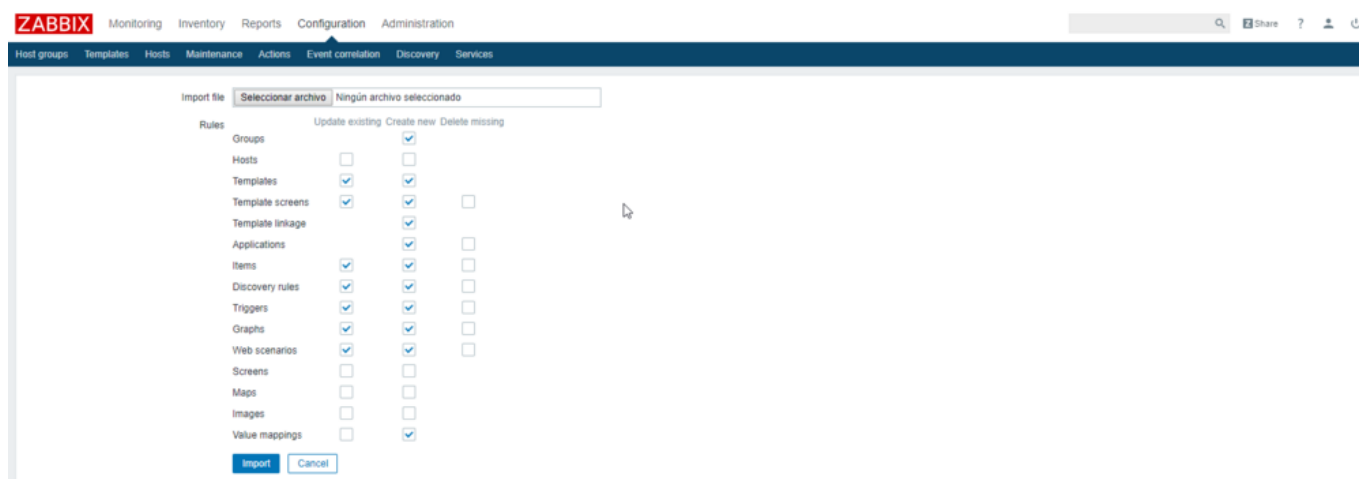 ZABBIX Monitoring Inventory Reports Configuration Administration Z Share ?
Host groups Templates Hosts Maintenance Actions Event correlation Discovery Services
Import file Seleccionar archivo Ningún archivo seleccionado
Rules Update existing Create new Delete missing
Groups
Hosts
Templates
Template screens
Template linkage
Applications
Items
Discovery rules
Triggers
Graphs
Web scenarios
Screens
Maps
Images
Value mappings
Import Cancel